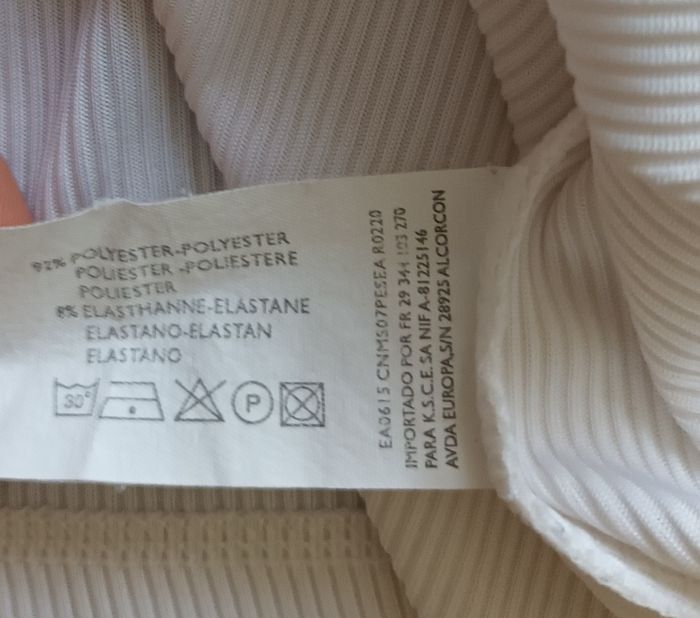 92% POLYESTER-POLYESTER
POLIESTER -POLIESTERE
POLIESTER
8% ELASTHANNE-ELASTANE
ELASTANO-ELASTAN
ELASTANO
30°
P
EA0615 CNMS07PESEA R0220
IMPORTADO POR FR 29 344 103 270
PARA K.S.C.E. SA NIF A-81225146
AVDA EUROPA,S/N 28925 ALCORCON